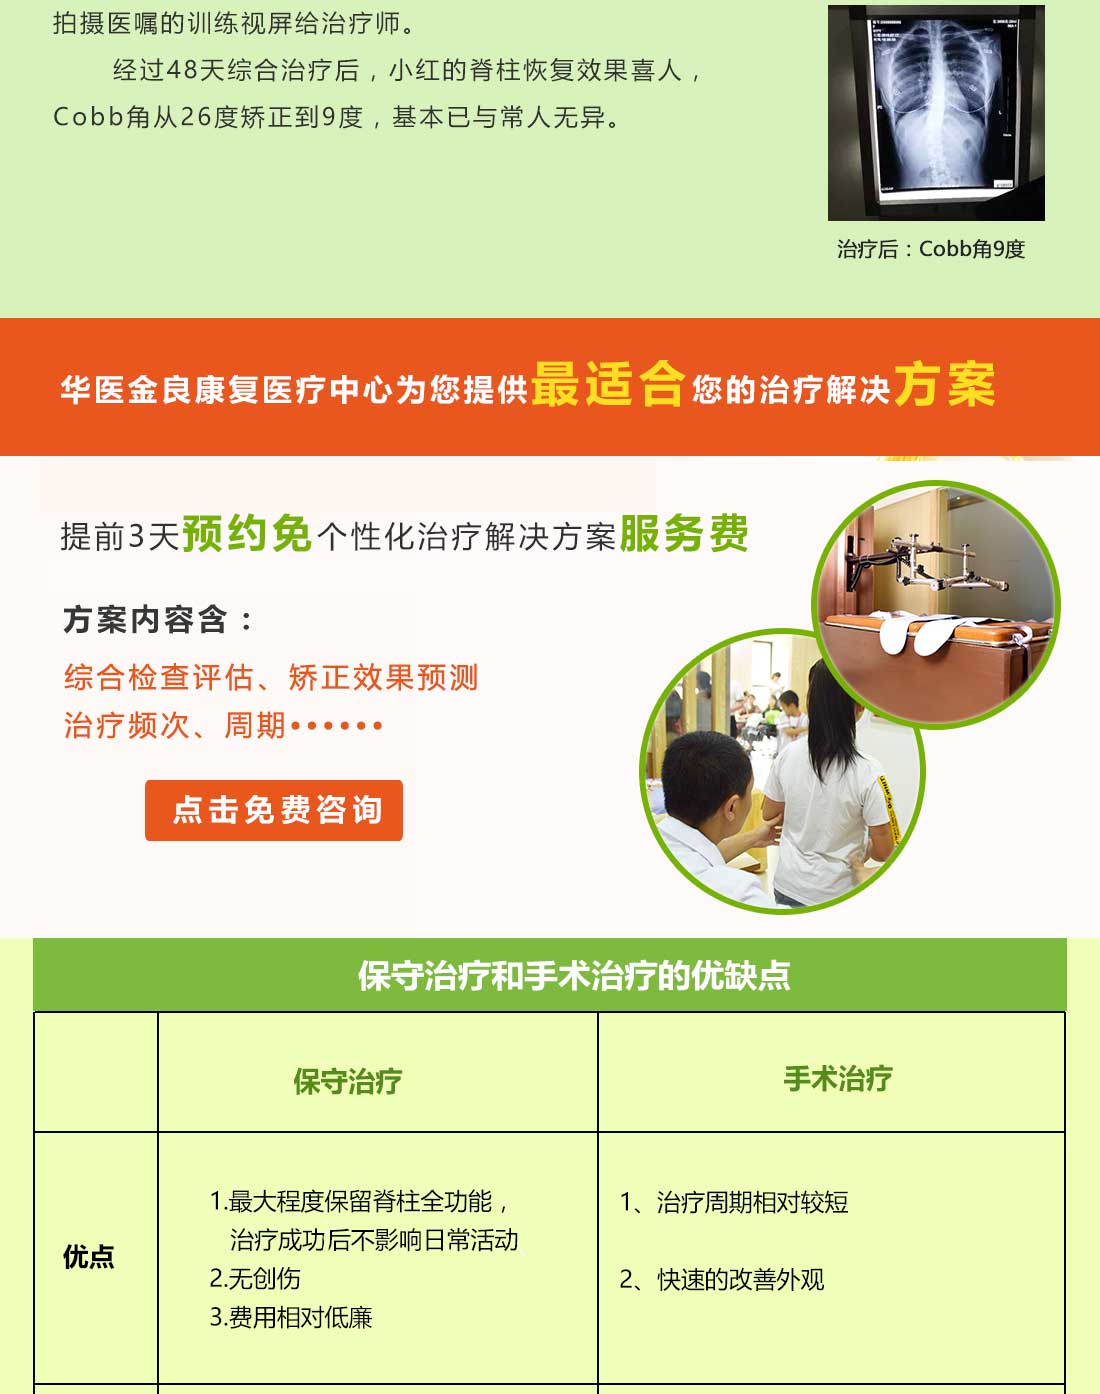 拍摄医嘱的训练视屏给治疗师。
经过48天综合治疗后，小红的脊柱恢复效果喜人，
Cobb角从26度矫正到9度，基本已与常人无异。
治疗后：Cobb角9度
华医金良康复医疗中心为您提供最适合您的治疗解决方案
提前3天预约免个性化治疗解决方案服务费
方案内容含：
综合检查评估、矫正效果预测
治疗频次、周期······
点击免费咨询
保守治疗和手术治疗的优缺点
保守治疗
手术治疗
优点
1.最大程度保留脊柱全功能，
治疗成功后不影响日常活动
2.无创伤
3.费用相对低廉
1、治疗周期相对较短
2、快速的改善外观